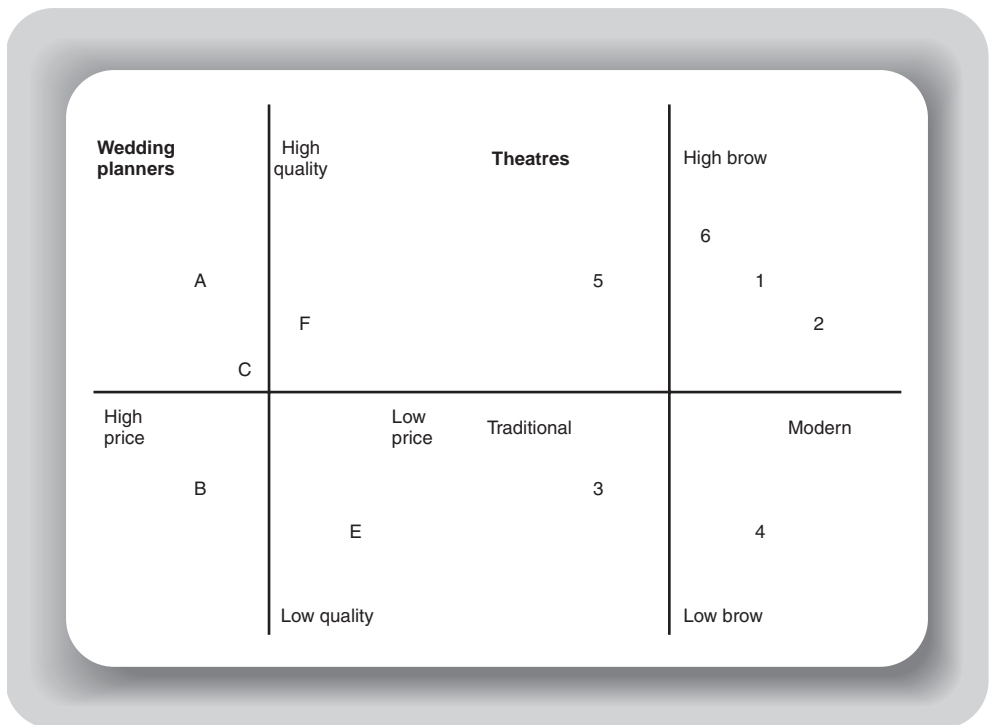 Wedding
planners
High
quality
Theatres
High brow
6
A
5
1
F
2
C
High
price
Low
price
Traditional
Modern
B
3
E
4
Low quality
Low brow